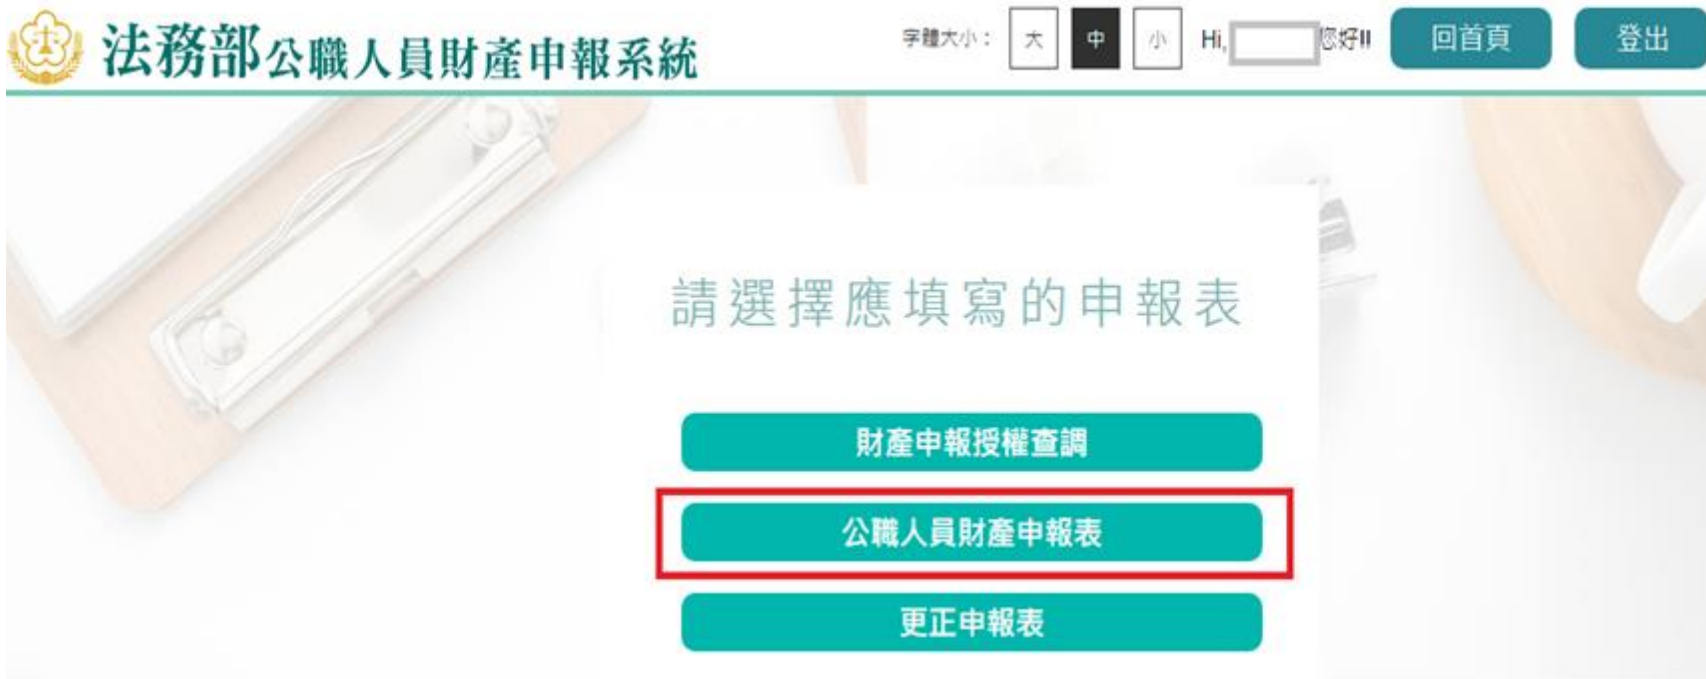 法務部公職人員財產申報系統
字體大小： 大 中 小 Hi, 您好!! 回首頁 登出
請選擇應填寫的申報表
財產申報授權查調
公職人員財產申報表
更正申報表